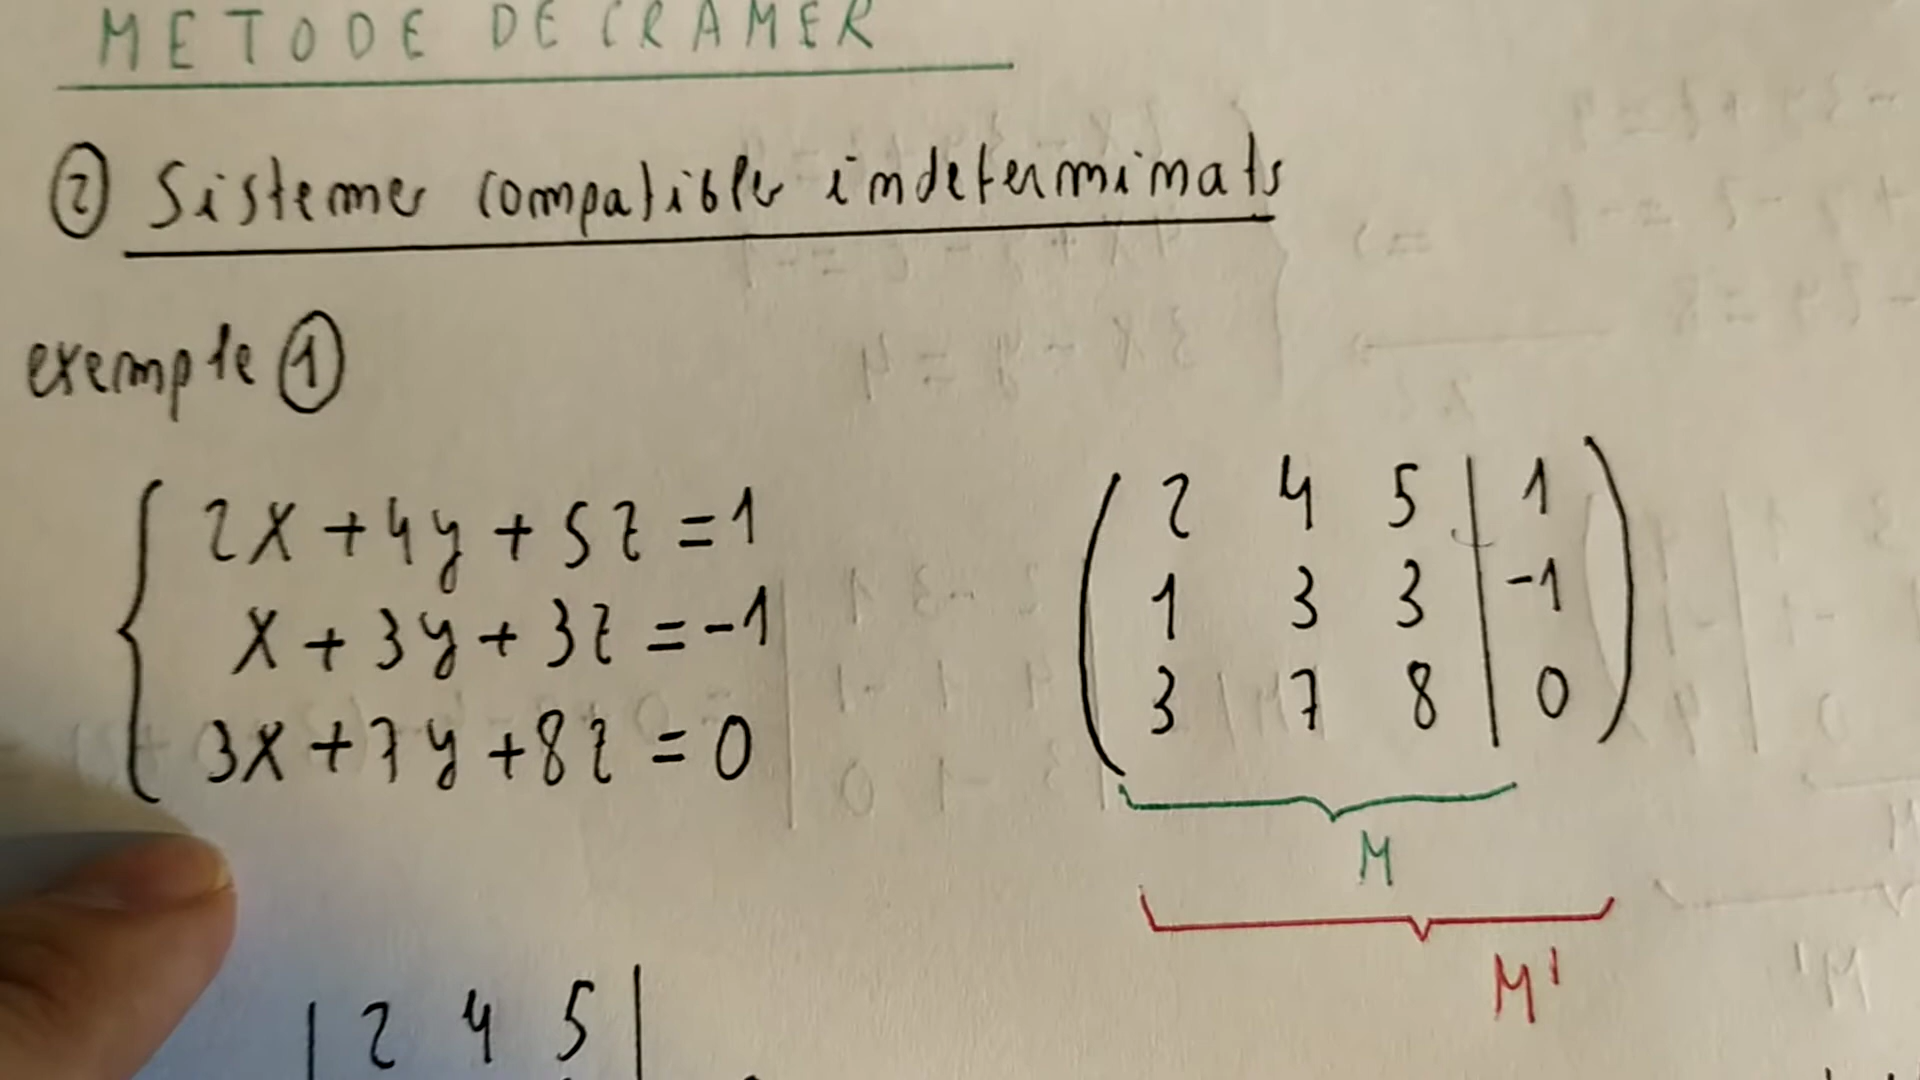 METODE DE CRAMER
② Sistemes compatibles indeterminats
exemple ①
2x + 4y + 5z = 1
x + 3y + 3z = -1
3x + 7y + 8z = 0
2 4 5 | 1
1 3 3 | -1
3 7 8 | 0
M
M'
| 2 4 5 |